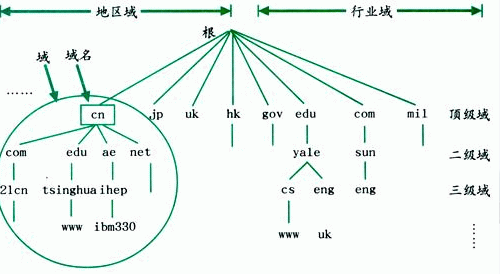 地区域 行业域
根
域 域名
......
cn jp uk hk gov edu com mil 顶级域
com edu ae net yale sun 二级域
21cn tsinghua ihep cs eng eng 三级域
www ibm330 www uk
......